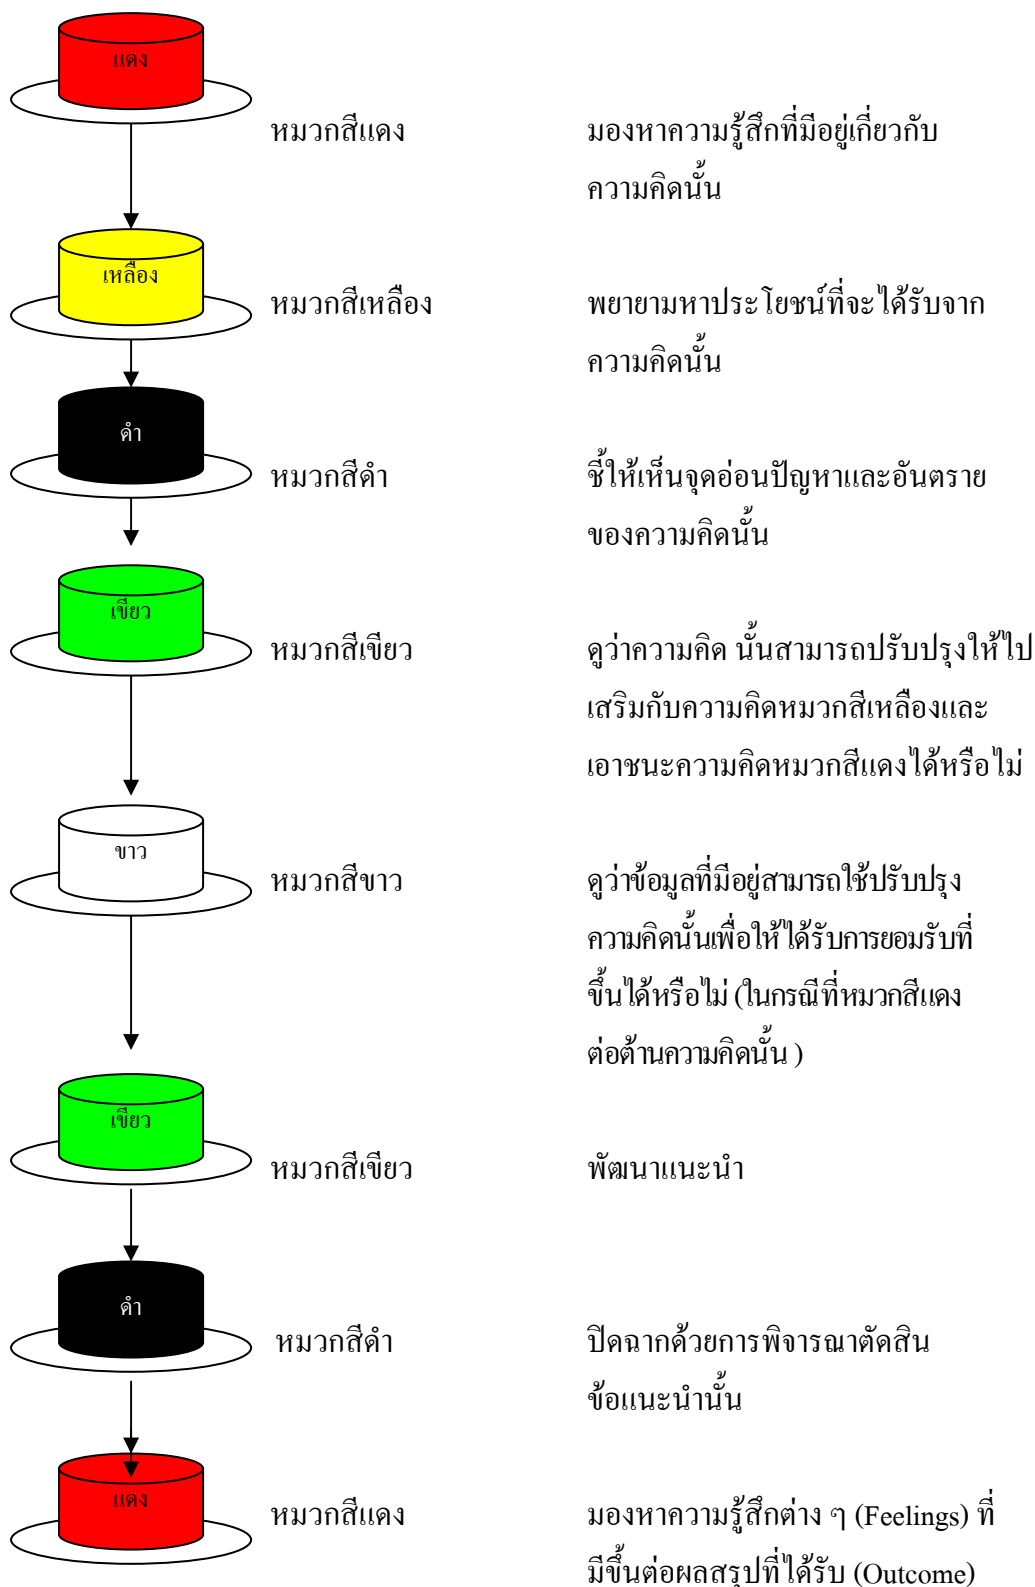 แดง
หมวกสีแดง มองหาความรู้สึกที่มีอยู่เกี่ยวกับ
ความคิดนั้น
เหลือง
หมวกสีเหลือง พยายามหาประโยชน์ที่จะได้รับจาก
ความคิดนั้น
ดำ
หมวกสีดำ ชี้ให้เห็นจุดอ่อนปัญหาและอันตราย
ของความคิดนั้น
เขียว
หมวกสีเขียว ดูว่าความคิด นั้นสามารถปรับปรุงให้ไป
เสริมกับความคิดหมวกสีเหลืองและ
เอาชนะความคิดหมวกสีแดงได้หรือไม่
ขาว
หมวกสีขาว ดูว่าข้อมูลที่มีอยู่สามารถใช้ปรับปรุง
ความคิดนั้นเพื่อให้ได้รับการยอมรับที่
ขึ้นได้หรือไม่ (ในกรณีที่หมวกสีแดง
ต่อต้านความคิดนั้น )
เขียว
หมวกสีเขียว พัฒนาแนะนำ
ดำ
หมวกสีดำ ปิดฉากด้วยการพิจารณาตัดสิน
ข้อแนะนำนั้น
แดง
หมวกสีแดง มองหาความรู้สึกต่าง ๆ (Feelings) ที่
มีขึ้นต่อผลสรุปที่ได้รับ (Outcome)